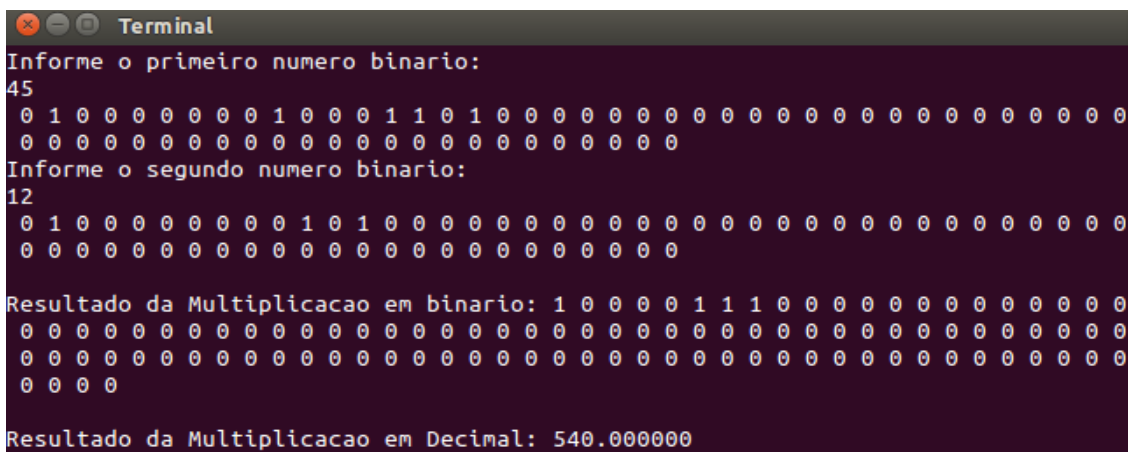 Terminal
Informe o primeiro numero binario:
45
0 1 0 0 0 0 0 0 0 1 0 0 0 1 1 0 1 0 0 0 0 0 0 0 0 0 0 0 0 0 0 0 0 0 0 0 0 0 0 0
0 0 0 0 0 0 0 0 0 0 0 0 0 0 0 0 0 0 0 0 0 0 0 0
Informe o segundo numero binario:
12
0 1 0 0 0 0 0 0 0 0 1 0 1 0 0 0 0 0 0 0 0 0 0 0 0 0 0 0 0 0 0 0 0 0 0 0 0 0 0 0
0 0 0 0 0 0 0 0 0 0 0 0 0 0 0 0 0 0 0 0 0 0 0 0
Resultado da Multiplicacao em binario: 1 0 0 0 0 1 1 1 0 0 0 0 0 0 0 0 0 0 0 0 0
0 0 0 0 0 0 0 0 0 0 0 0 0 0 0 0 0 0 0 0 0 0 0 0 0 0 0 0 0 0 0 0 0 0 0 0 0 0 0 0
0 0 0 0 0 0 0 0 0 0 0 0 0 0 0 0 0 0 0 0 0 0 0 0 0 0 0 0 0 0 0 0 0 0 0 0 0 0 0 0
0 0 0 0
Resultado da Multiplicacao em Decimal: 540.000000